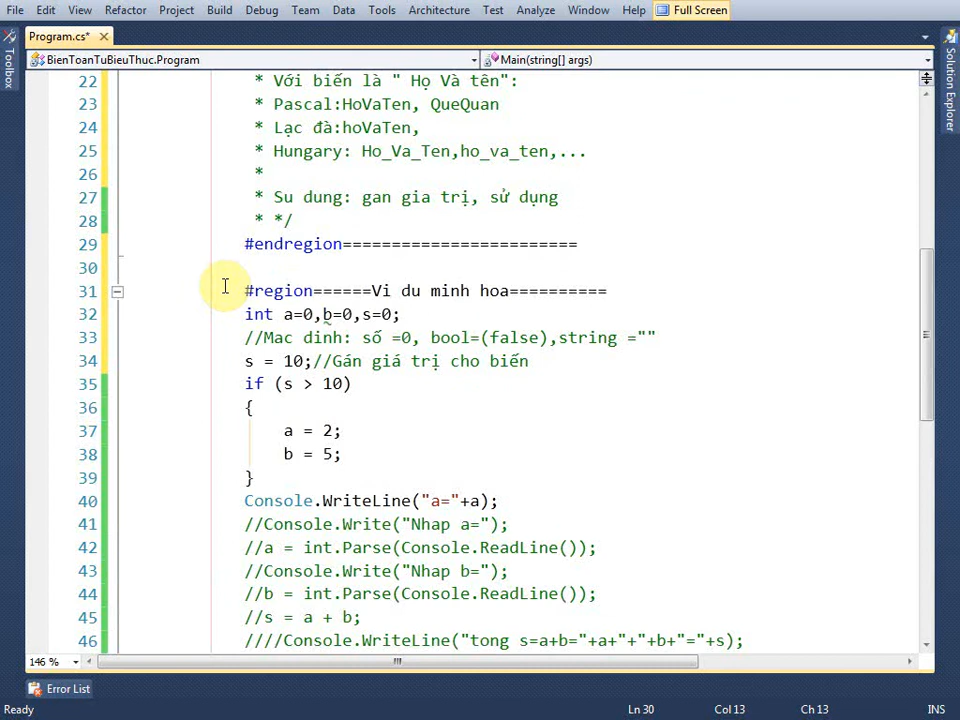 File Edit View Refactor Project Build Debug Team Data Tools Architecture Test Analyze Window Help Full Screen
Program.cs*
BienToanTuBieuThuc.Program Main(string[] args)
Toolbox
Solution Explorer
22 * Với biến là " Họ Và tên":
23 * Pascal:HoVaTen, QueQuan
24 * Lạc đà:hoVaTen,
25 * Hungary: Ho_Va_Ten,ho_va_ten,...
26 *
27 * Su dung: gan gia trị, sử dụng
28 * */
29 #endregion========================
30
31 #region======Vi du minh hoa==========
32 int a=0,b=0,s=0;
33 //Mac dinh: số =0, bool=(false),string =""
34 s = 10;//Gán giá trị cho biến
35 if (s > 10)
36 {
37 a = 2;
38 b = 5;
39 }
40 Console.WriteLine("a="+a);
41 //Console.Write("Nhap a=");
42 //a = int.Parse(Console.ReadLine());
43 //Console.Write("Nhap b=");
44 //b = int.Parse(Console.ReadLine());
45 //s = a + b;
46 ////Console.WriteLine("tong s=a+b="+a+"+"+b+"="+s);
146 %
Error List
Ready Ln 30 Col 13 Ch 13 INS